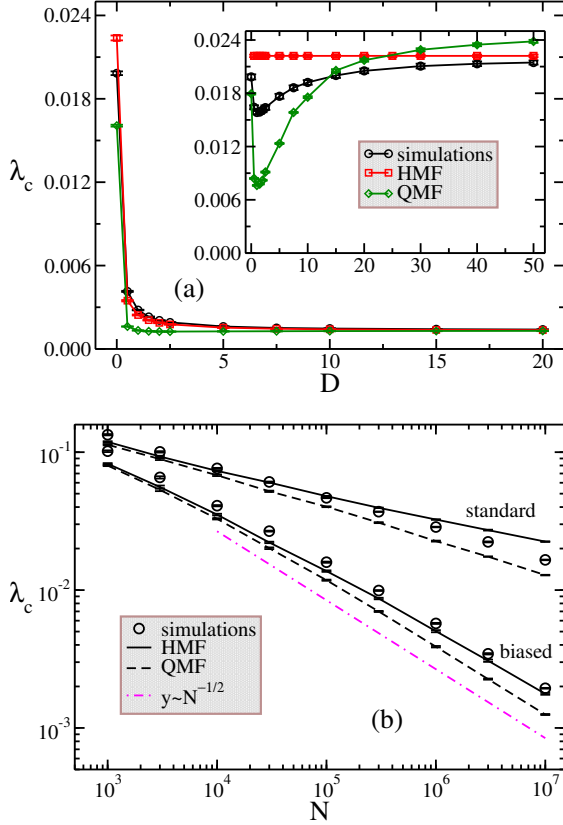 0.024
0.018
λc
0.012
0.006
0.000
0
5
10
15
20
D
(a)
0.024
0.018
0.012
0.006
0.000
0 10 20 30 40 50
simulations
HMF
QMF
10^-1
λc
10^-2
10^-3
standard
biased
simulations
HMF
QMF
y~N^-1/2
(b)
10^3 10^4 10^5 10^6 10^7
N